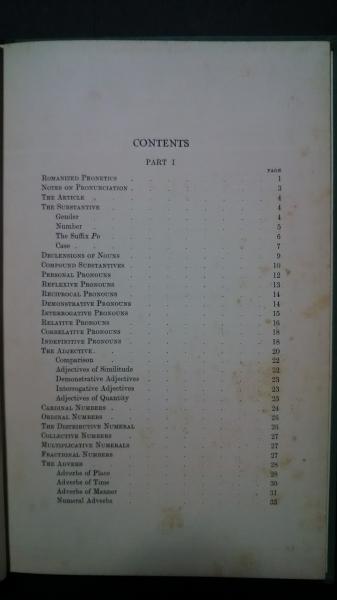 CONTENTS
PART I
PAGE
ROMANIZED PHONETICS . . . . . . 1
NOTES ON PRONUNCIATION . . . . . . 3
THE ARTICLE . . . . . . 4
THE SUBSTANTIVE . . . . . . 4
Gender . . . . . . 4
Number . . . . . . 5
The Suffix Po . . . . . . 6
Case . . . . . . 7
DECLENSIONS OF NOUNS . . . . . . 9
COMPOUND SUBSTANTIVES . . . . . . 10
PERSONAL PRONOUNS . . . . . . 12
REFLEXIVE PRONOUNS . . . . . . 13
RECIPROCAL PRONOUNS . . . . . . 14
DEMONSTRATIVE PRONOUNS . . . . . . 14
INTERROGATIVE PRONOUNS . . . . . . 15
RELATIVE PRONOUNS . . . . . . 16
CORRELATIVE PRONOUNS . . . . . . 18
INDEFINITE PRONOUNS . . . . . . 18
THE ADJECTIVE . . . . . . 20
Comparison . . . . . . 22
Adjectives of Similitude . . . . . . 22
Demonstrative Adjectives . . . . . . 23
Interrogative Adjectives . . . . . . 23
Adjectives of Quantity . . . . . . 23
CARDINAL NUMBERS . . . . . . 24
ORDINAL NUMBERS . . . . . . 26
THE DISTRIBUTIVE NUMERAL . . . . . . 26
COLLECTIVE NUMBERS . . . . . . 27
MULTIPLICATIVE NUMERALS . . . . . . 27
FRACTIONAL NUMBERS . . . . . . 27
THE ADVERB . . . . . . 28
Adverbs of Place . . . . . . 28
Adverbs of Time . . . . . . 30
Adverbs of Manner . . . . . . 31
Numeral Adverbs . . . . . . 33